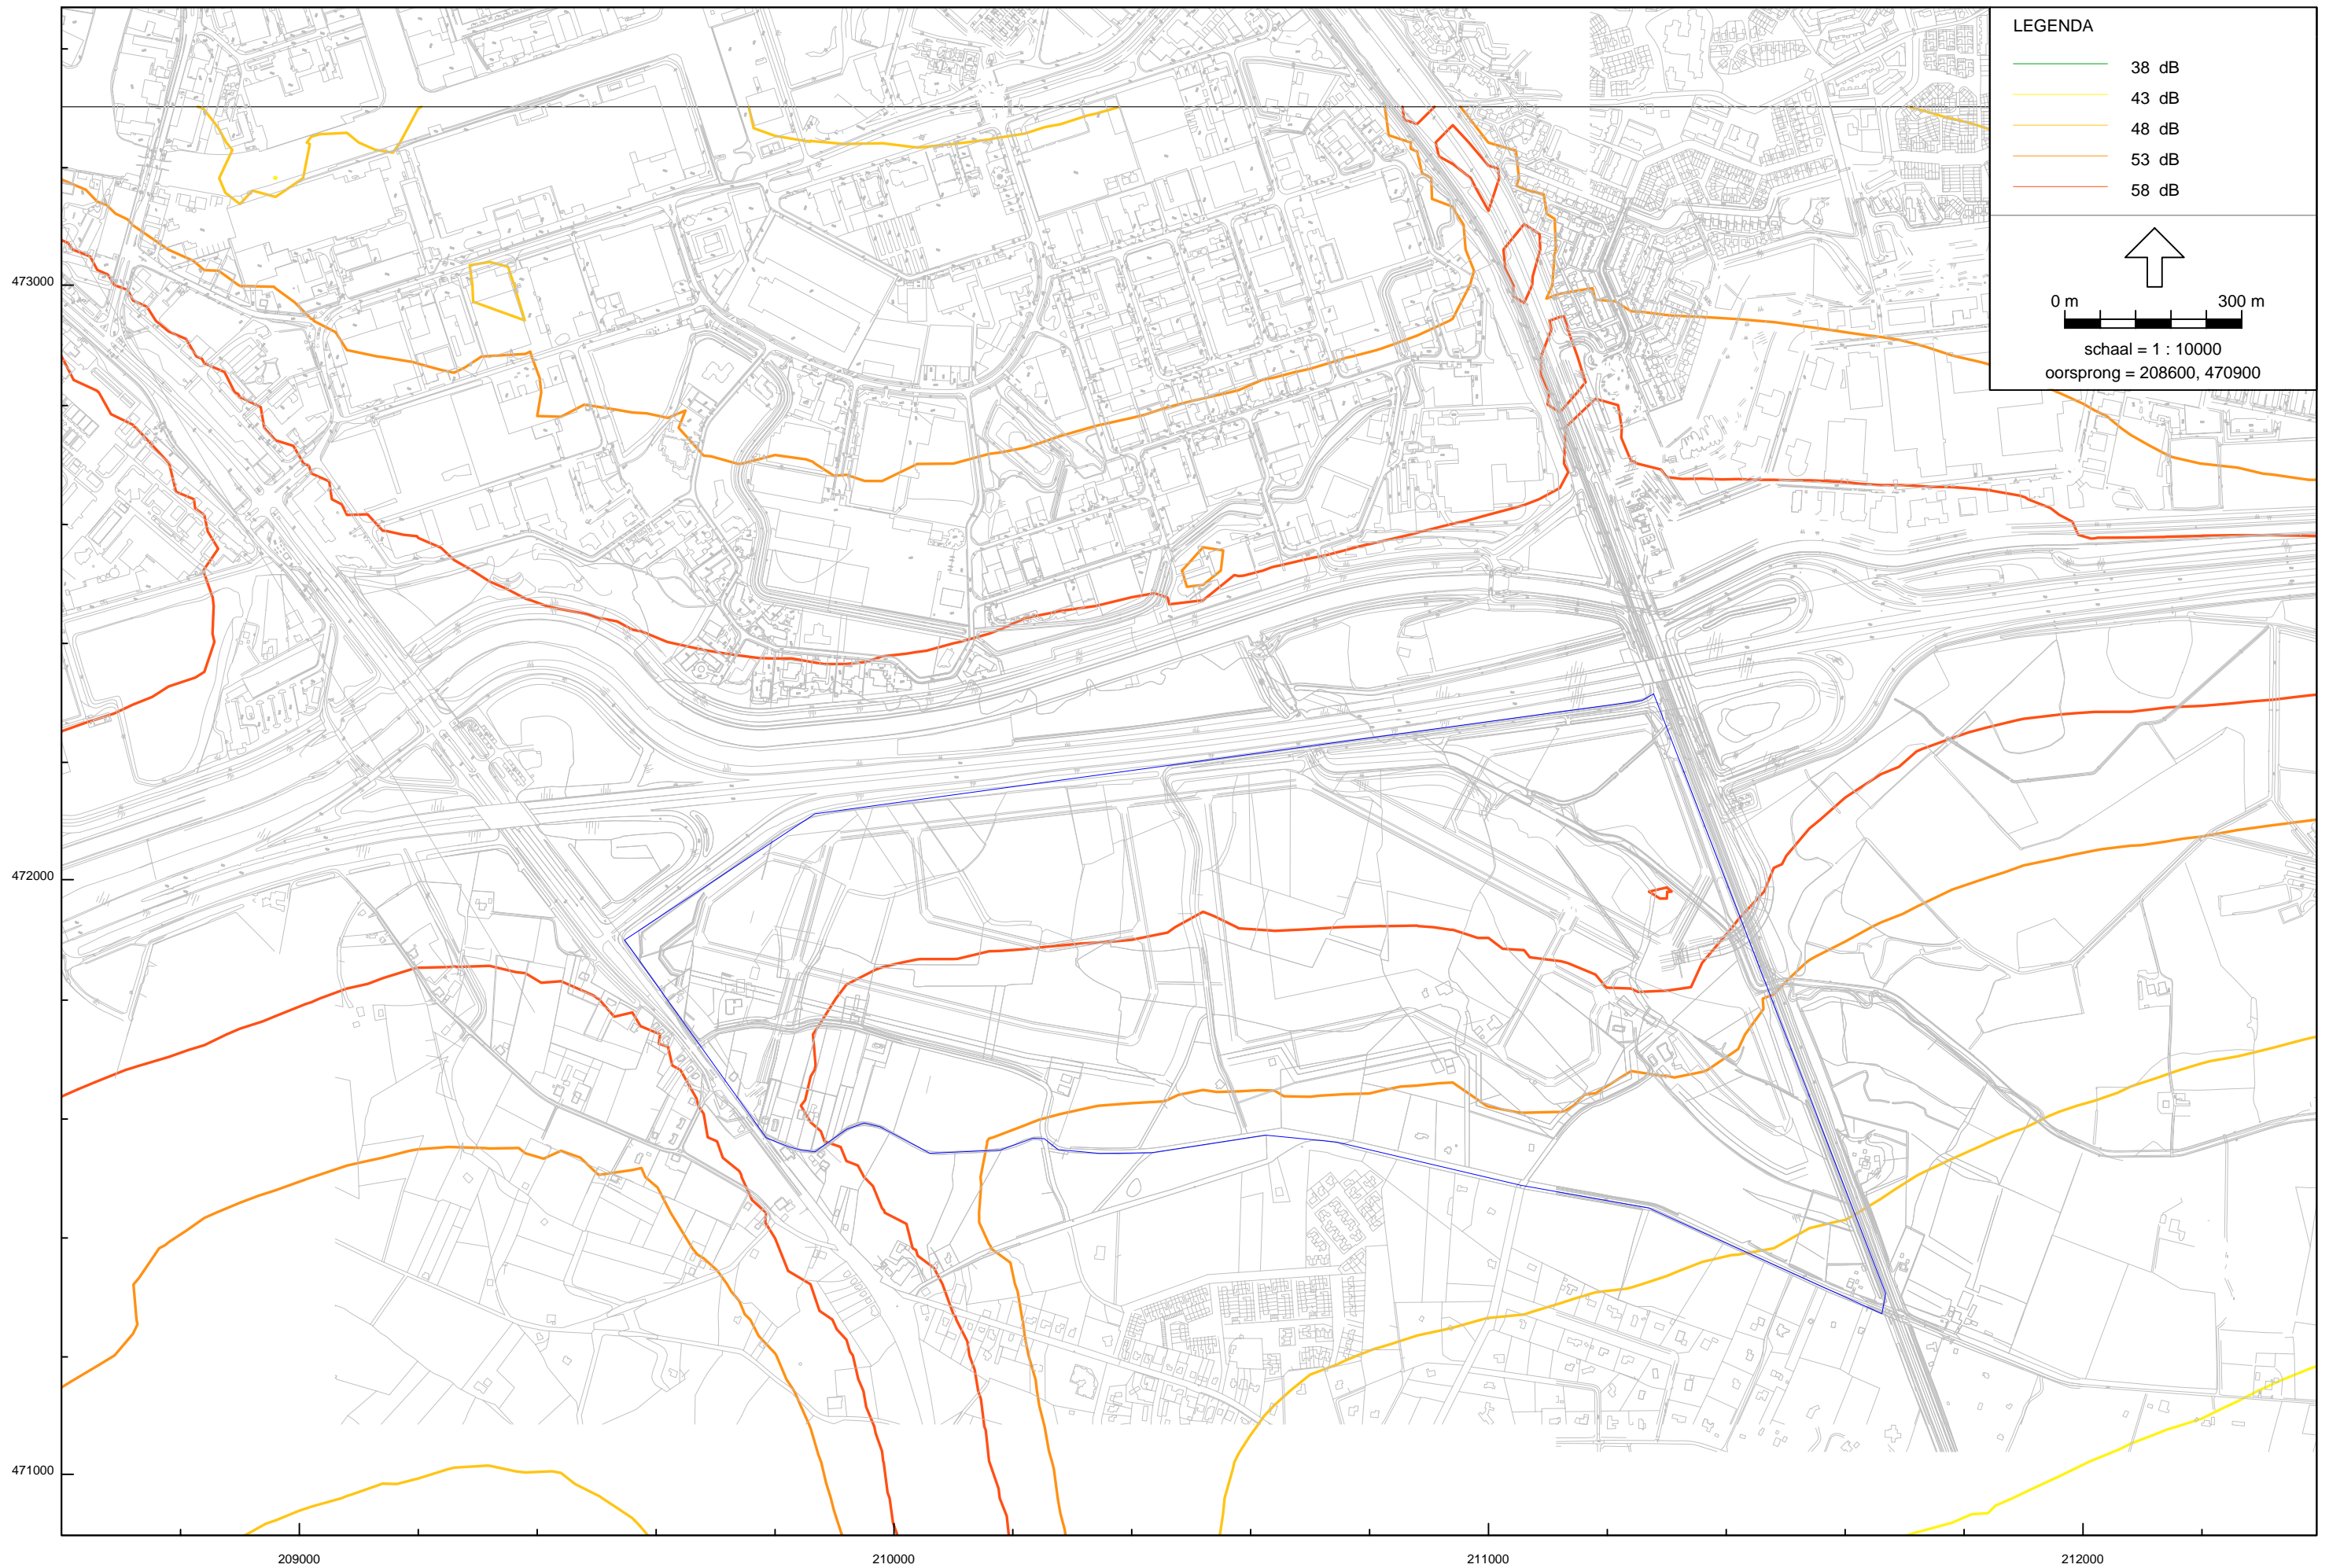 LEGENDA
38 dB
43 dB
48 dB
53 dB
58 dB
0 m 300 m
schaal = 1 : 10000
oorsprong = 208600, 470900
473000
472000
471000
209000 210000 211000 212000